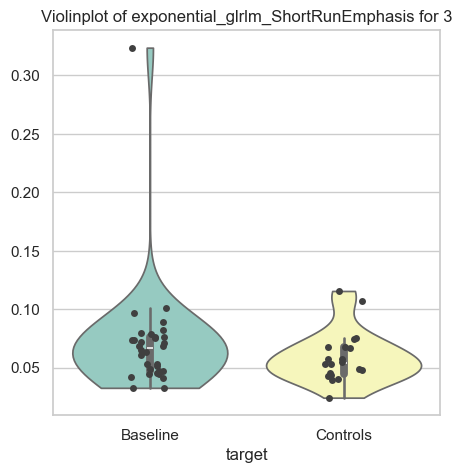 Violinplot of exponential_glrlm_ShortRunEmphasis for 3
0.30
0.25
0.20
0.15
0.10
0.05
Baseline Controls
target